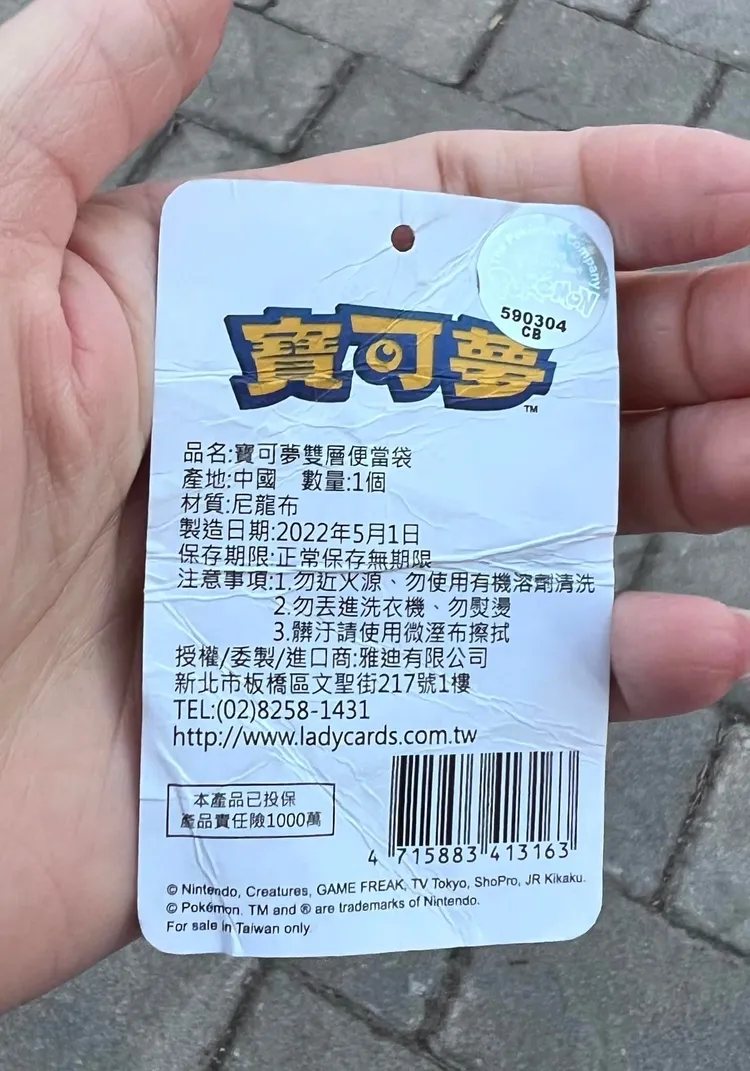 The Pokémon Company
POKÉMON
590304
CB
寶可夢
TM
品名:寶可夢雙層便當袋
產地:中國 數量:1個
材質:尼龍布
製造日期:2022年5月1日
保存期限:正常保存無期限
注意事項:1.勿近火源、勿使用有機溶劑清洗
2.勿丟進洗衣機、勿熨燙
3.髒汙請使用微溼布擦拭
授權/委製/進口商:雅迪有限公司
新北市板橋區文聖街217號1樓
TEL:(02)8258-1431
http://www.ladycards.com.tw
本產品已投保
產品責任險1000萬
4 715883 413163
© Nintendo, Creatures, GAME FREAK, TV Tokyo, ShoPro, JR Kikaku.
© Pokémon. TM and ® are trademarks of Nintendo.
For sale in Taiwan only.